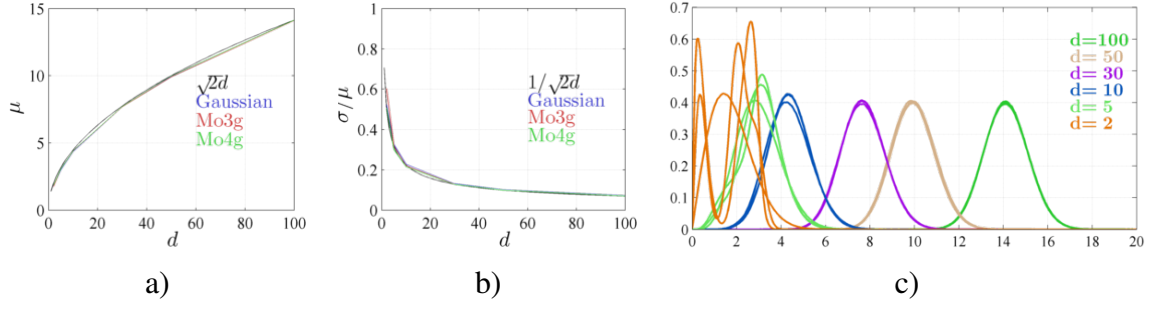 15
10
5
0
0
20
40
60
80
100
μ
d
√2d
Gaussian
Mo3g
Mo4g
a)
1
0.8
0.6
0.4
0.2
0
0
20
40
60
80
100
σ/μ
d
1/√2d
Gaussian
Mo3g
Mo4g
b)
0.7
0.6
0.5
0.4
0.3
0.2
0.1
0
0
2
4
6
8
10
12
14
16
18
20
d=100
d= 50
d= 30
d= 10
d= 5
d= 2
c)